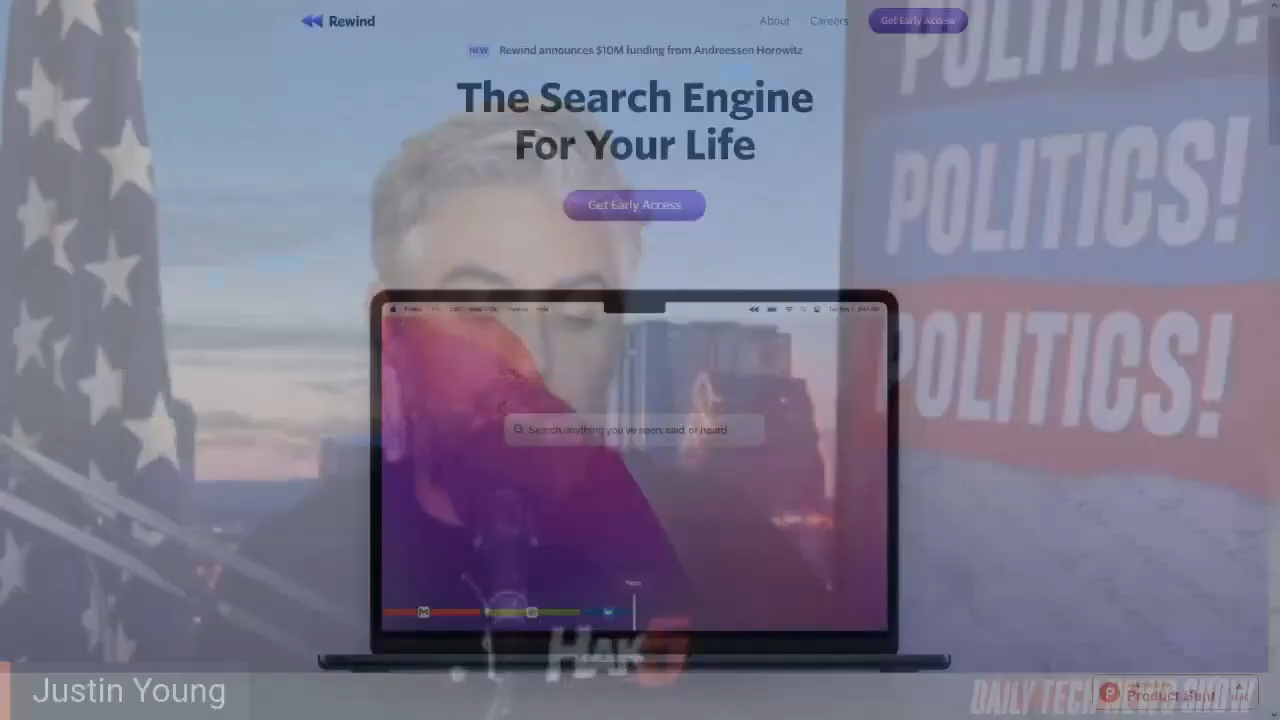 Rewind
About Careers Get Early Access
NEW Rewind announces $10M funding from Andreessen Horowitz
The Search Engine
For Your Life
Get Early Access
POLITICS!
POLITICS!
POLITICS!
Search anything you've seen, said, or heard
Now
HAK5
Justin Young
DAILY TECH NEWS SHOW
Product Hunt